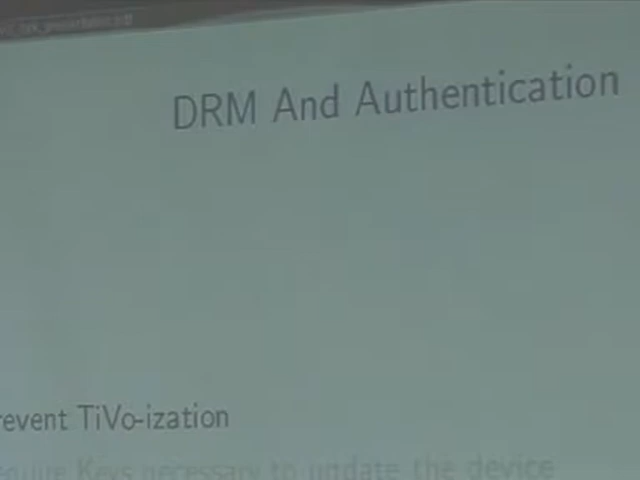 DRM And Authentication
revent TiVo-ization
equire Keys necessary to update the device